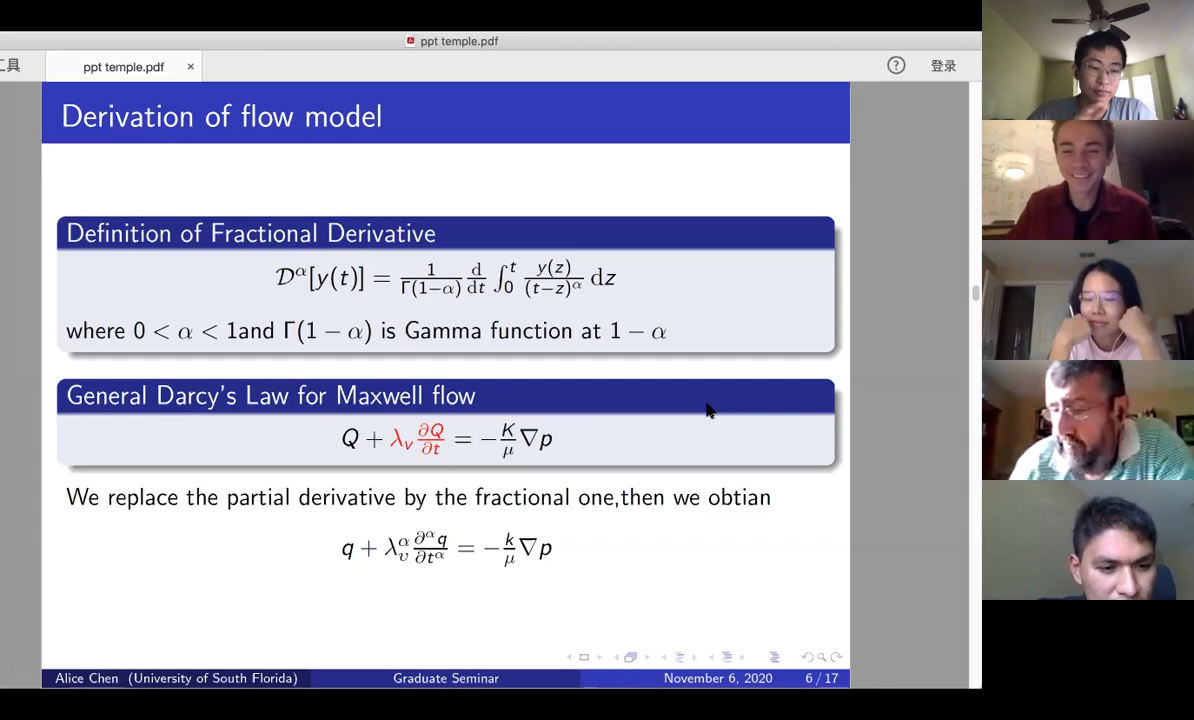 ppt temple.pdf
工具
ppt temple.pdf ×
? 登录
Derivation of flow model
Definition of Fractional Derivative
𝒟^α[y(t)] = 1/Γ(1−α) d/dt ∫_0^t y(z)/(t−z)^α dz
where 0 < α < 1and Γ(1 − α) is Gamma function at 1 − α
General Darcy's Law for Maxwell flow
Q + λ_v ∂Q/∂t = −K/μ ∇p
We replace the partial derivative by the fractional one,then we obtian
q + λ_υ^α ∂^α q/∂t^α = −k/μ ∇p
Alice Chen (University of South Florida) Graduate Seminar November 6, 2020 6 / 17